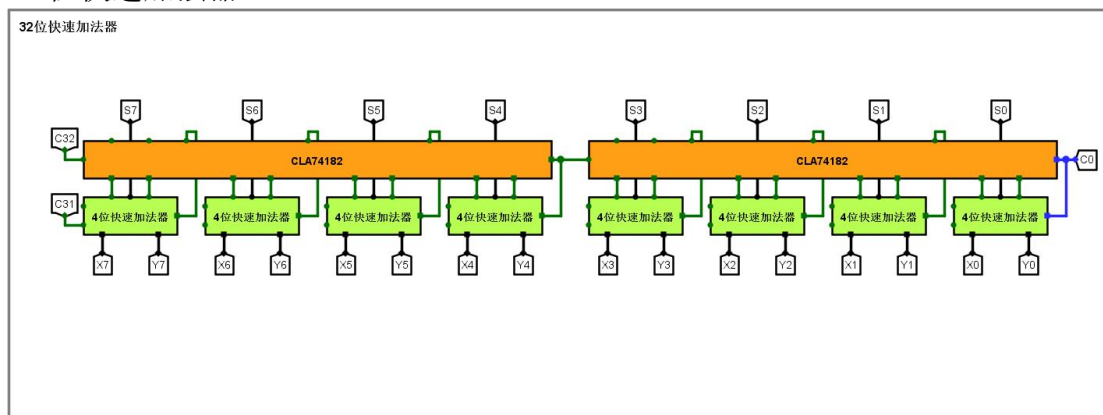 32位快速加法器
S7 S6 S5 S4 S3 S2 S1 S0
C32 CLA74182 CLA74182 C0
C31 4位快速加法器 4位快速加法器 4位快速加法器 4位快速加法器 4位快速加法器 4位快速加法器 4位快速加法器 4位快速加法器
X7 Y7 X6 Y6 X5 Y5 X4 Y4 X3 Y3 X2 Y2 X1 Y1 X0 Y0